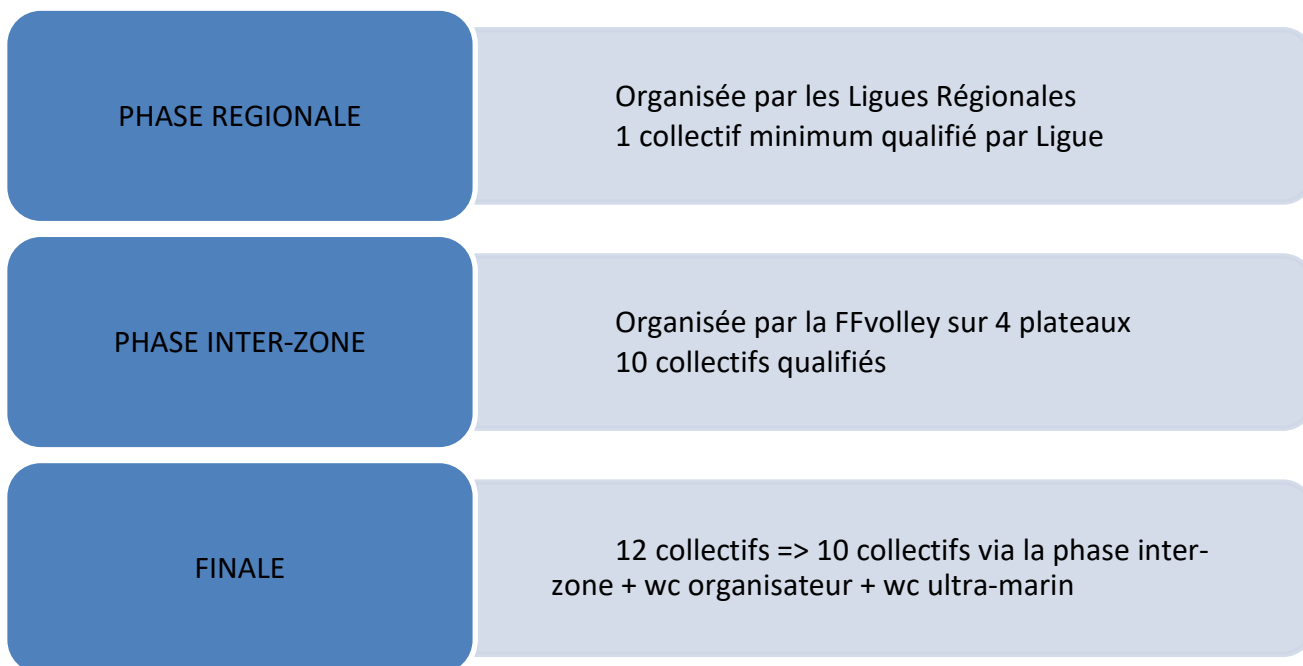 PHASE REGIONALE
Organisée par les Ligues Régionales
1 collectif minimum qualifié par Ligue
PHASE INTER-ZONE
Organisée par la FFvolley sur 4 plateaux
10 collectifs qualifiés
FINALE
12 collectifs => 10 collectifs via la phase inter-
zone + wc organisateur + wc ultra-marin